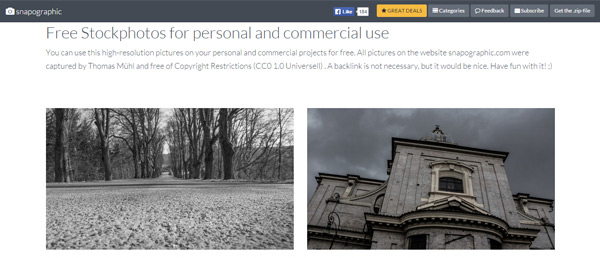 snapographic
Like 184 GREAT DEALS Categories Feedback Subscribe Get the zip-file
Free Stockphotos for personal and commercial use
You can use this high-resolution pictures on your personal and commercial projects for free. All pictures on the website snapographic.com were
captured by Thomas Mühl and free of Copyright Restrictions (CC0 1.0 Universell) . A backlink is not necessary, but it would be nice. Have fun with it! ;)